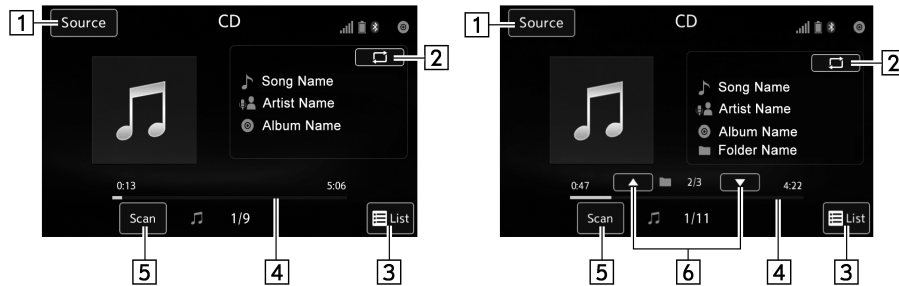 1 Source CD
2
Song Name
Artist Name
Album Name
0:13 5:06
Scan 1/9 List
5 4 3
1 Source CD
2
Song Name
Artist Name
Album Name
Folder Name
0:47 2/3 4:22
Scan 1/11 List
5 6 4 3